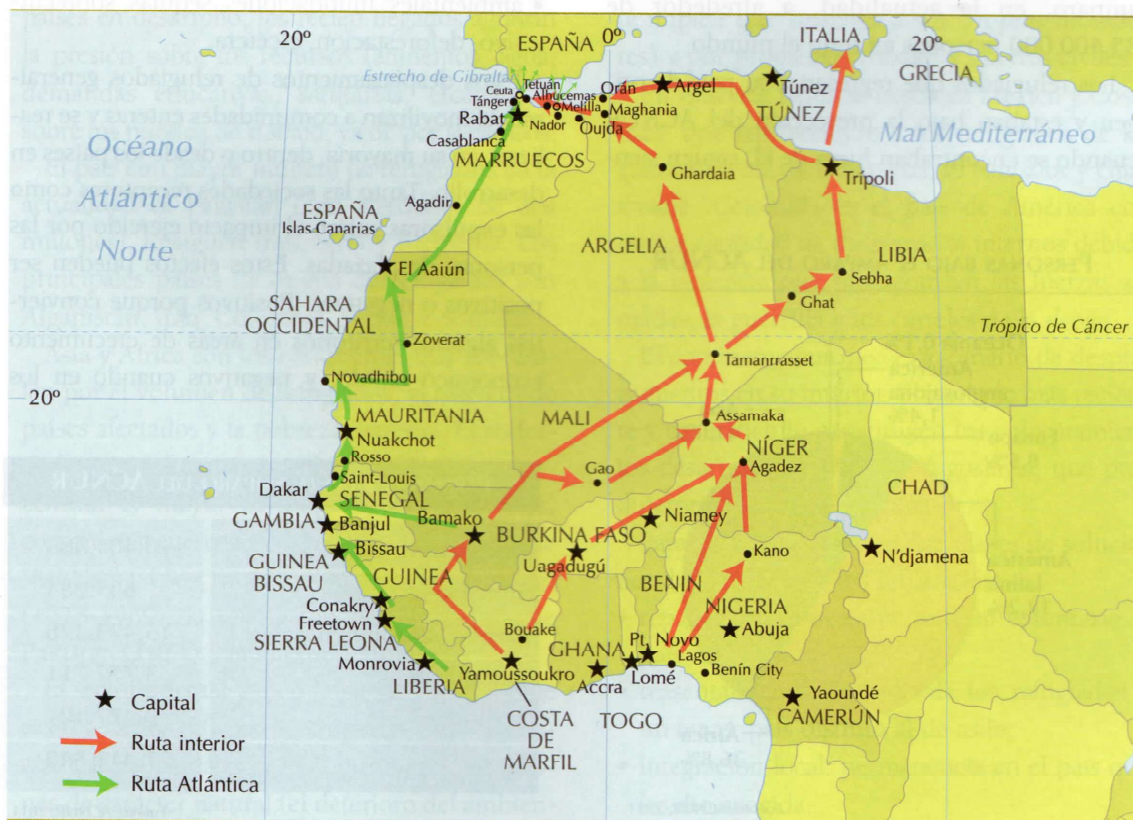 20°
ESPAÑA
0°
ITALIA
20°
GRECIA
Estrecho de Gibraltar
Ceuta
Tetuán
Tánger
Alhucemas
Melilla
Nador
Orán
Maghania
Oujda
Argel
Túnez
TÚNEZ
Mar Mediterráneo
Rabat
Casablanca
MARRUECOS
Océano
Atlántico
Norte
Ghardaia
Trípoli
Agadir
ESPAÑA
Islas Canarias
ARGELIA
LIBIA
El Aaiún
Sebha
Ghat
SAHARA
OCCIDENTAL
Trópico de Cáncer
Zoverat
Tamanrasset
Novadhibou
20°
MAURITANIA
MALI
Assamaka
Nuakchot
NÍGER
Rosso
Gao
Agadez
Saint-Louis
CHAD
Dakar
SENEGAL
GAMBIA
Banjul
Bamako
Niamey
BURKINA FASO
Bissau
Uagadugú
Kano
N'djamena
GUINEA
BISSAU
GUINEA
BENIN
Conakry
NIGERIA
Freetown
SIERRA LEONA
Bouake
Abuja
GHANA
Pt. Novo
Lagos
Monrovia
LIBERIA
Yamoussoukro
Accra
Lomé
Benín City
Yaoundé
CAMERÚN
COSTA
DE
MARFIL
TOGO
Capital
Ruta interior
Ruta Atlántica